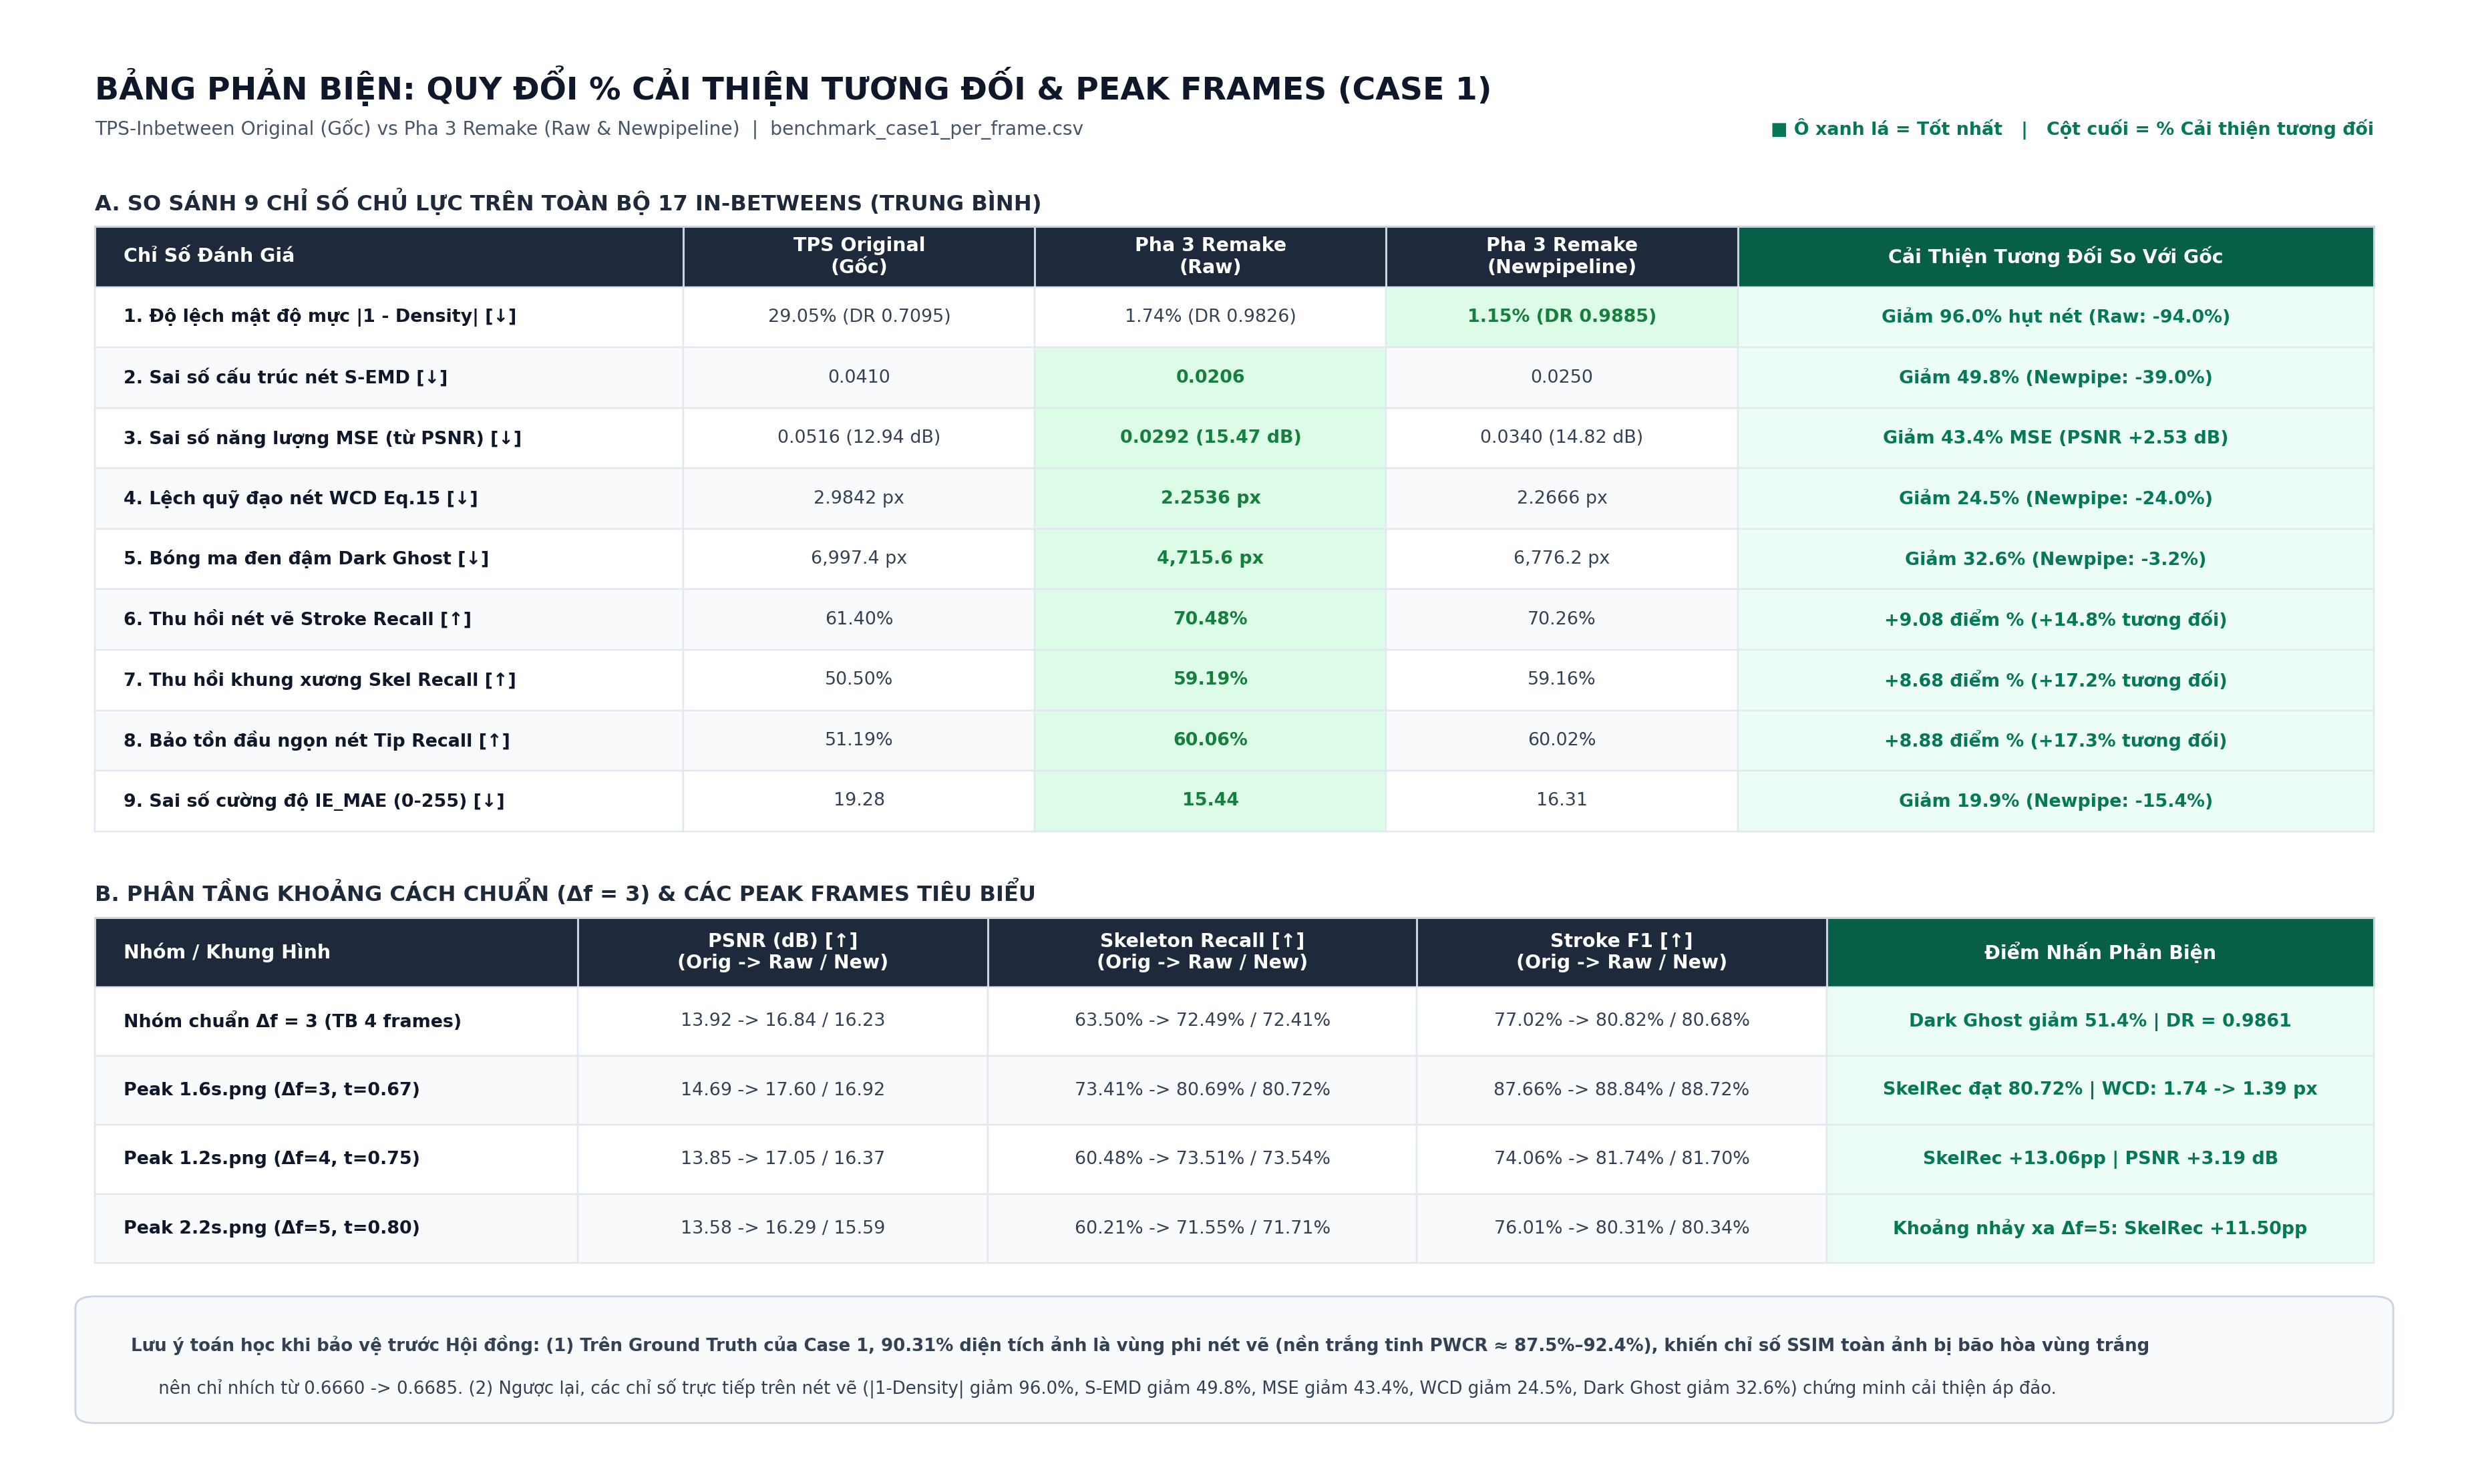 BẢNG PHẢN BIỆN: QUY ĐỔI % CẢI THIỆN TƯƠNG ĐỐI & PEAK FRAMES (CASE 1)
TPS-Inbetween Original (Gốc) vs Pha 3 Remake (Raw & Newpipeline) | benchmark_case1_per_frame.csv
■ Ô xanh lá = Tốt nhất | Cột cuối = % Cải thiện tương đối
A. SO SÁNH 9 CHỈ SỐ CHỦ LỰC TRÊN TOÀN BỘ 17 IN-BETWEENS (TRUNG BÌNH)
Chỉ Số Đánh Giá | TPS Original (Gốc) | Pha 3 Remake (Raw) | Pha 3 Remake (Newpipeline) | Cải Thiện Tương Đối So Với Gốc
1. Độ lệch mật độ mực |1 - Density| [↓] | 29.05% (DR 0.7095) | 1.74% (DR 0.9826) | 1.15% (DR 0.9885) | Giảm 96.0% hụt nét (Raw: -94.0%)
2. Sai số cấu trúc nét S-EMD [↓] | 0.0410 | 0.0206 | 0.0250 | Giảm 49.8% (Newpipe: -39.0%)
3. Sai số năng lượng MSE (từ PSNR) [↓] | 0.0516 (12.94 dB) | 0.0292 (15.47 dB) | 0.0340 (14.82 dB) | Giảm 43.4% MSE (PSNR +2.53 dB)
4. Lệch quỹ đạo nét WCD Eq.15 [↓] | 2.9842 px | 2.2536 px | 2.2666 px | Giảm 24.5% (Newpipe: -24.0%)
5. Bóng ma đen đậm Dark Ghost [↓] | 6,997.4 px | 4,715.6 px | 6,776.2 px | Giảm 32.6% (Newpipe: -3.2%)
6. Thu hồi nét vẽ Stroke Recall [↑] | 61.40% | 70.48% | 70.26% | +9.08 điểm % (+14.8% tương đối)
7. Thu hồi khung xương Skel Recall [↑] | 50.50% | 59.19% | 59.16% | +8.68 điểm % (+17.2% tương đối)
8. Bảo tồn đầu ngọn nét Tip Recall [↑] | 51.19% | 60.06% | 60.02% | +8.88 điểm % (+17.3% tương đối)
9. Sai số cường độ IE_MAE (0-255) [↓] | 19.28 | 15.44 | 16.31 | Giảm 19.9% (Newpipe: -15.4%)
B. PHÂN TẦNG KHOẢNG CÁCH CHUẨN (Δf = 3) & CÁC PEAK FRAMES TIÊU BIỂU
Nhóm / Khung Hình | PSNR (dB) [↑] (Orig -> Raw / New) | Skeleton Recall [↑] (Orig -> Raw / New) | Stroke F1 [↑] (Orig -> Raw / New) | Điểm Nhấn Phản Biện
Nhóm chuẩn Δf = 3 (TB 4 frames) | 13.92 -> 16.84 / 16.23 | 63.50% -> 72.49% / 72.41% | 77.02% -> 80.82% / 80.68% | Dark Ghost giảm 51.4% | DR = 0.9861
Peak 1.6s.png (Δf=3, t=0.67) | 14.69 -> 17.60 / 16.92 | 73.41% -> 80.69% / 80.72% | 87.66% -> 88.84% / 88.72% | SkelRec đạt 80.72% | WCD: 1.74 -> 1.39 px
Peak 1.2s.png (Δf=4, t=0.75) | 13.85 -> 17.05 / 16.37 | 60.48% -> 73.51% / 73.54% | 74.06% -> 81.74% / 81.70% | SkelRec +13.06pp | PSNR +3.19 dB
Peak 2.2s.png (Δf=5, t=0.80) | 13.58 -> 16.29 / 15.59 | 60.21% -> 71.55% / 71.71% | 76.01% -> 80.31% / 80.34% | Khoảng nhảy xa Δf=5: SkelRec +11.50pp
Lưu ý toán học khi bảo vệ trước Hội đồng: (1) Trên Ground Truth của Case 1, 90.31% diện tích ảnh là vùng phi nét vẽ (nền trắng tinh PWCR ≈ 87.5%–92.4%), khiến chỉ số SSIM toàn ảnh bị bão hòa vùng trắng
nên chỉ nhích từ 0.6660 -> 0.6685. (2) Ngược lại, các chỉ số trực tiếp trên nét vẽ (|1-Density| giảm 96.0%, S-EMD giảm 49.8%, MSE giảm 43.4%, WCD giảm 24.5%, Dark Ghost giảm 32.6%) chứng minh cải thiện áp đảo.